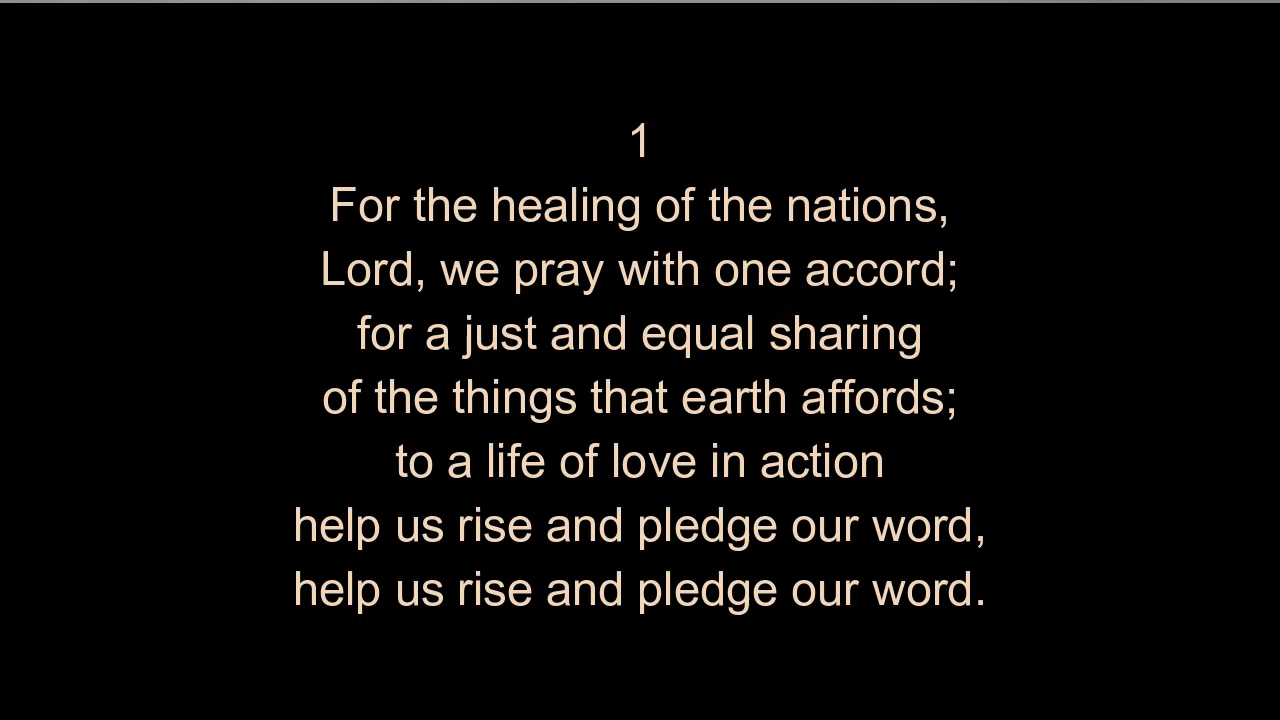 1
For the healing of the nations,
Lord, we pray with one accord;
for a just and equal sharing
of the things that earth affords;
to a life of love in action
help us rise and pledge our word,
help us rise and pledge our word.